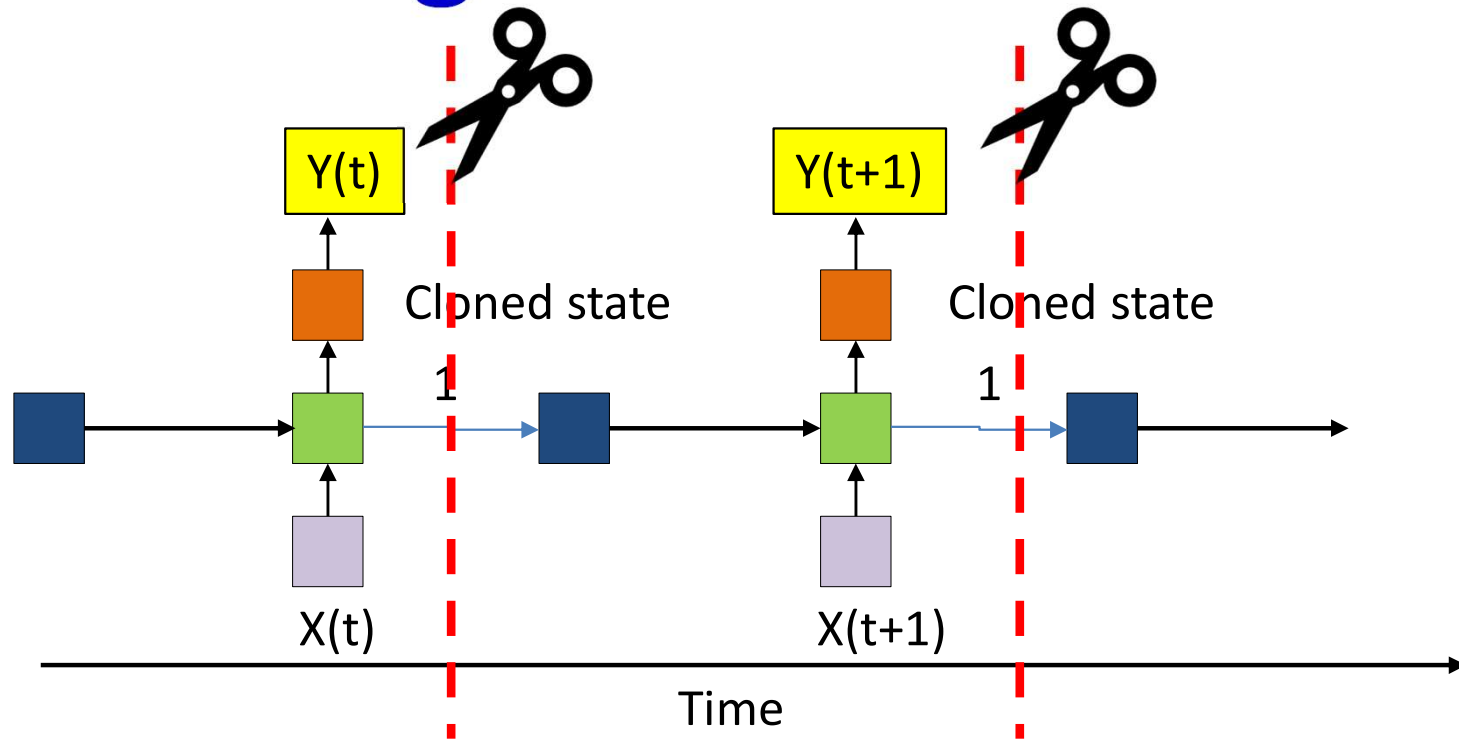 Y(t)
Y(t+1)
Cloned state
Cloned state
1
1
X(t)
X(t+1)
Time